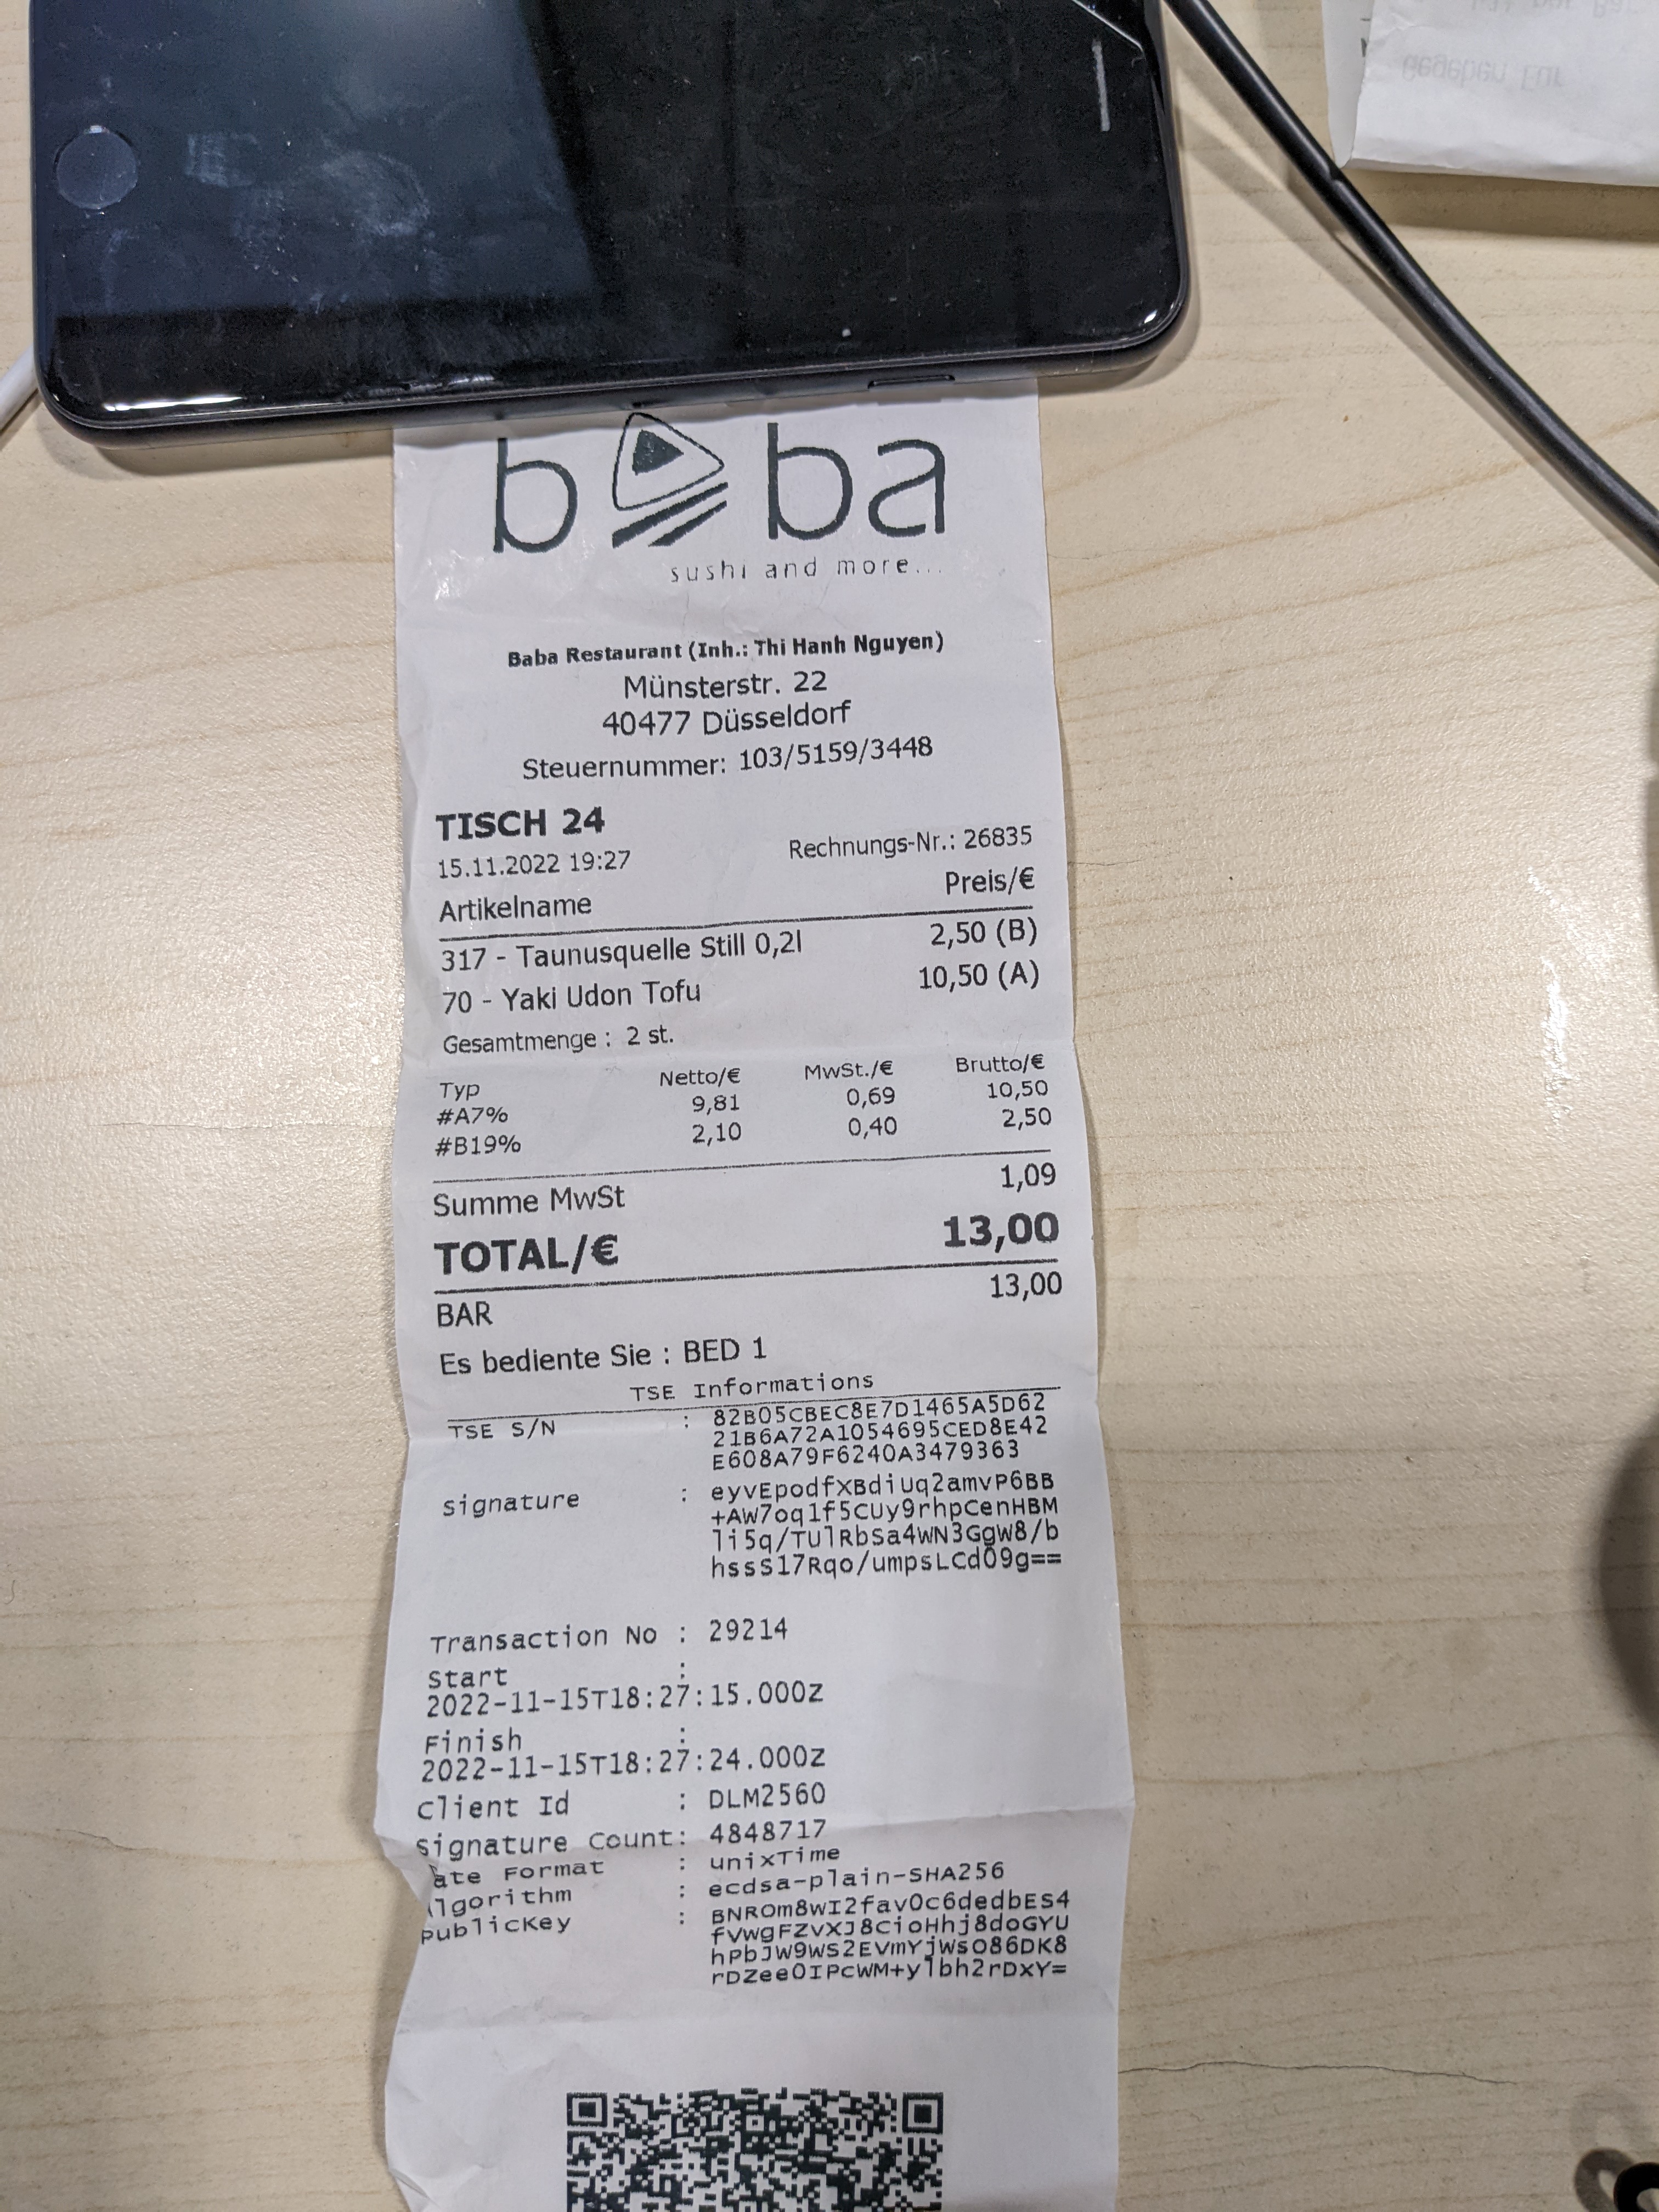 Gegeben Eur
baba
sushi and more...
Baba Restaurant (Inh.: Thi Hanh Nguyen)
Münsterstr. 22
40477 Düsseldorf
Steuernummer: 103/5159/3448
TISCH 24
15.11.2022 19:27 Rechnungs-Nr.: 26835
Artikelname Preis/€
317 - Taunusquelle Still 0,2l 2,50 (B)
70 - Yaki Udon Tofu 10,50 (A)
Gesamtmenge : 2 st.
Typ Netto/€ MwSt./€ Brutto/€
#A7% 9,81 0,69 10,50
#B19% 2,10 0,40 2,50
Summe MwSt 1,09
TOTAL/€ 13,00
BAR 13,00
Es bediente Sie : BED 1
TSE Informations
TSE S/N : 82B05CBEC8E7D1465A5D62
21B6A72A1054695CED8E42
E608A79F6240A3479363
Signature : eyvEpodfXBdiUq2amvP6BB
+AW7oq1f5CUy9rhpCenHBM
li5q/TUlRbSa4WN3GgW8/b
hssS17Rqo/umpsLCd09g==
Transaction No : 29214
Start :
2022-11-15T18:27:15.000Z
Finish :
2022-11-15T18:27:24.000Z
Client Id : DLM2560
Signature Count: 4848717
ate Format : unixTime
lgorithm : ecdsa-plain-SHA256
PublicKey : BNROm8wI2fav0c6dedbES4
fVwgFZvXJ8CioHhj8doGYU
hPbJW9WS2EVmYjWsO86DK8
rDZee0IPcWM+ylbh2rDxY=